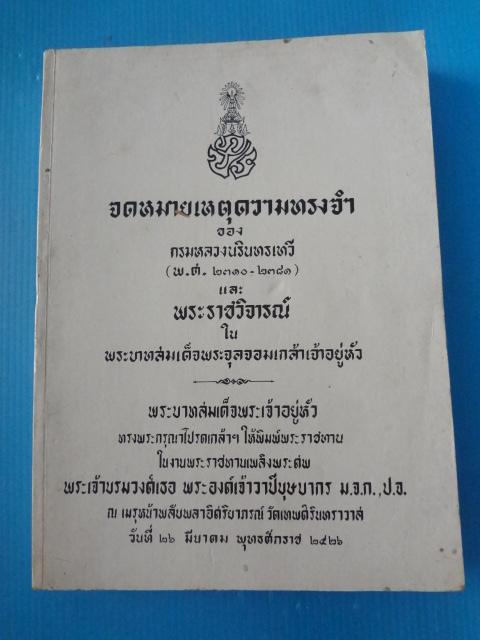 จดหมายเหตุความทรงจำ
ของ
กรมหลวงนรินทรเทวี
(พ.ศ. ๒๓๑๐-๒๓๘๑)
และ
พระราชวิจารณ์
ใน
พระบาทสมเด็จพระจุลจอมเกล้าเจ้าอยู่หัว
พระบาทสมเด็จพระเจ้าอยู่หัว
ทรงพระกรุณาโปรดเกล้าฯ ให้พิมพ์พระราชทาน
ในงานพระราชทานเพลิงพระศพ
พระเจ้าบรมวงศ์เธอ พระองค์เจ้าวาปีบุษบากร ม.จ.ก.,ป.จ.
ณ เมรุหน้าพลับพลาอิศริยาภรณ์ วัดเทพศิรินทราวาส
วันที่ ๒๖ มีนาคม พุทธศักราช ๒๕๒๖